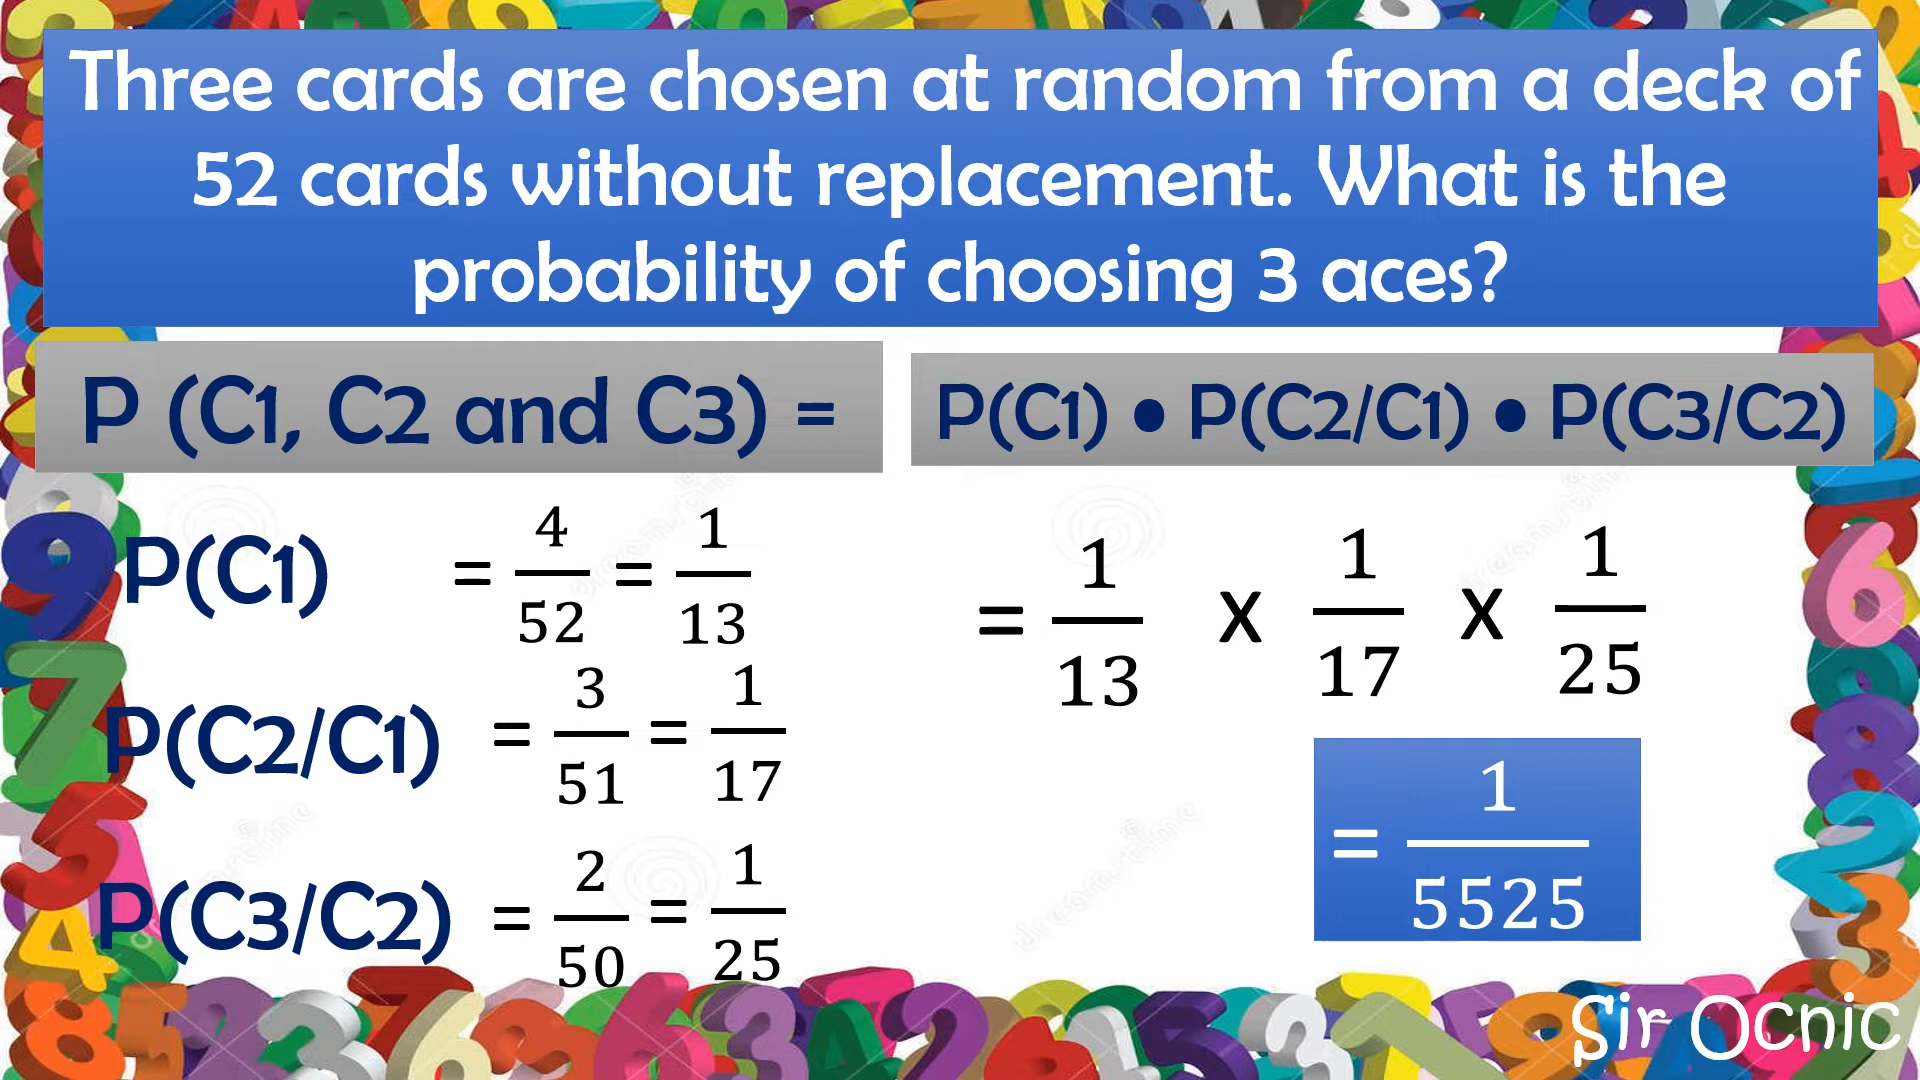 Three cards are chosen at random from a deck of
52 cards without replacement. What is the
probability of choosing 3 aces?
P (C1, C2 and C3) = P(C1) ● P(C2/C1) ● P(C3/C2)
P(C1) = 4/52 = 1/13
P(C2/C1) = 3/51 = 1/17
P(C3/C2) = 2/50 = 1/25
= 1/13 x 1/17 x 1/25
= 1/5525
Sir Ocnic